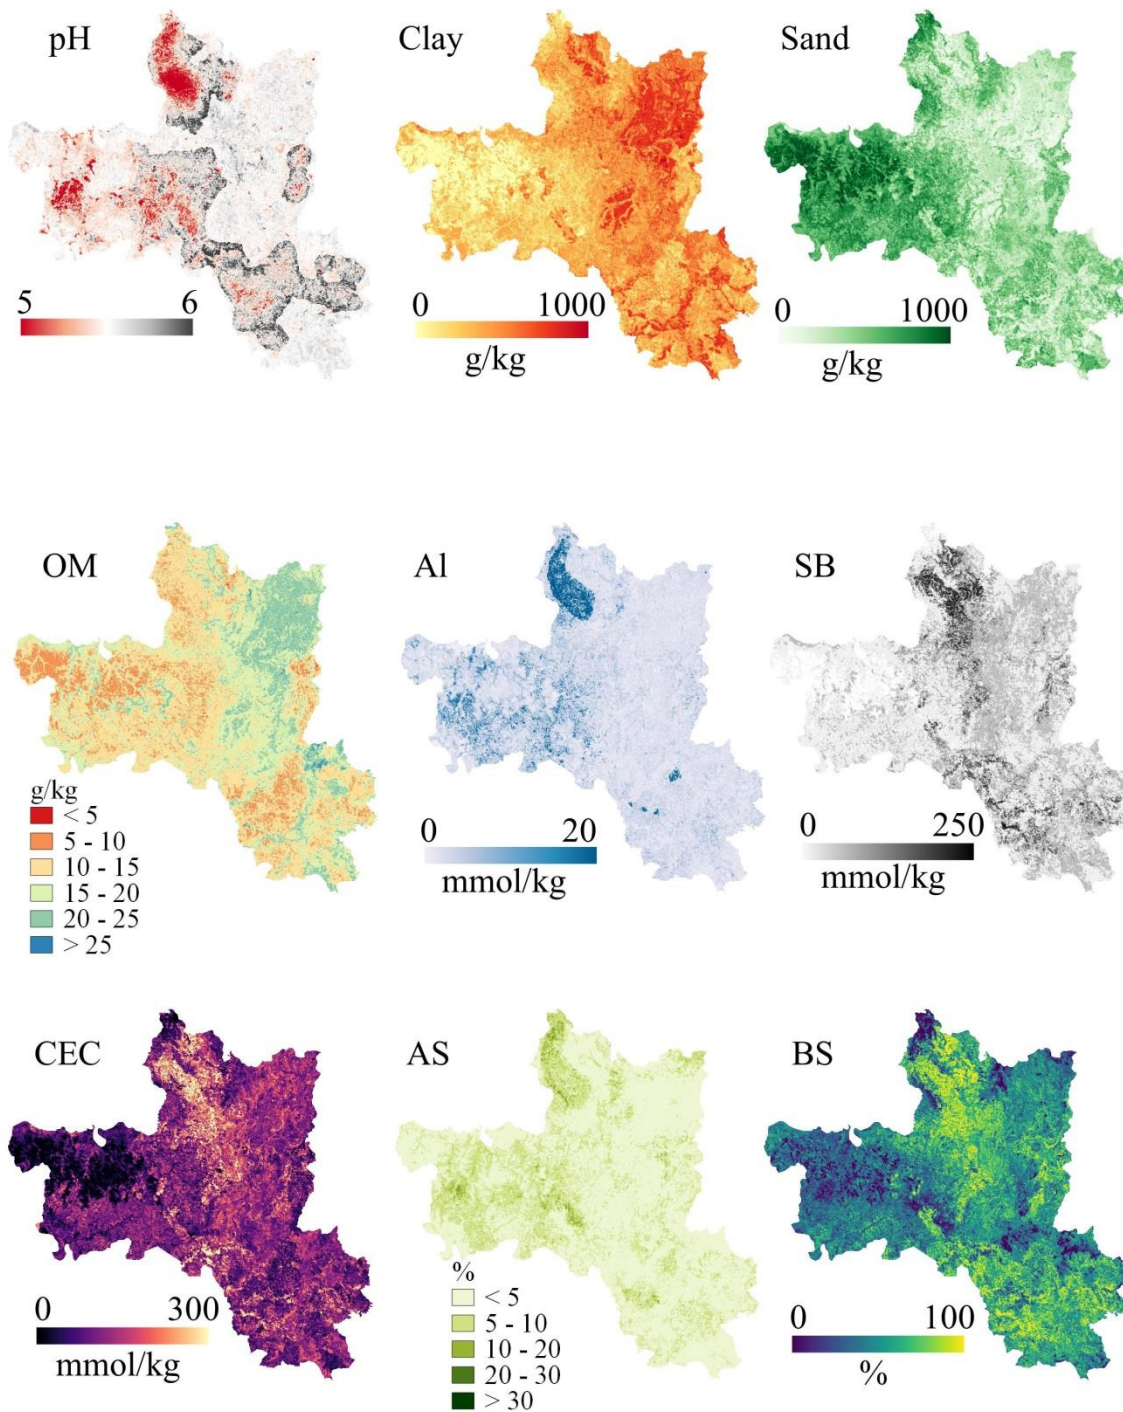 pH
5 6
Clay
0 1000
g/kg
Sand
0 1000
g/kg
OM
g/kg
< 5
5 - 10
10 - 15
15 - 20
20 - 25
> 25
Al
0 20
mmol/kg
SB
0 250
mmol/kg
CEC
0 300
mmol/kg
AS
%
< 5
5 - 10
10 - 20
20 - 30
> 30
BS
0 100
%